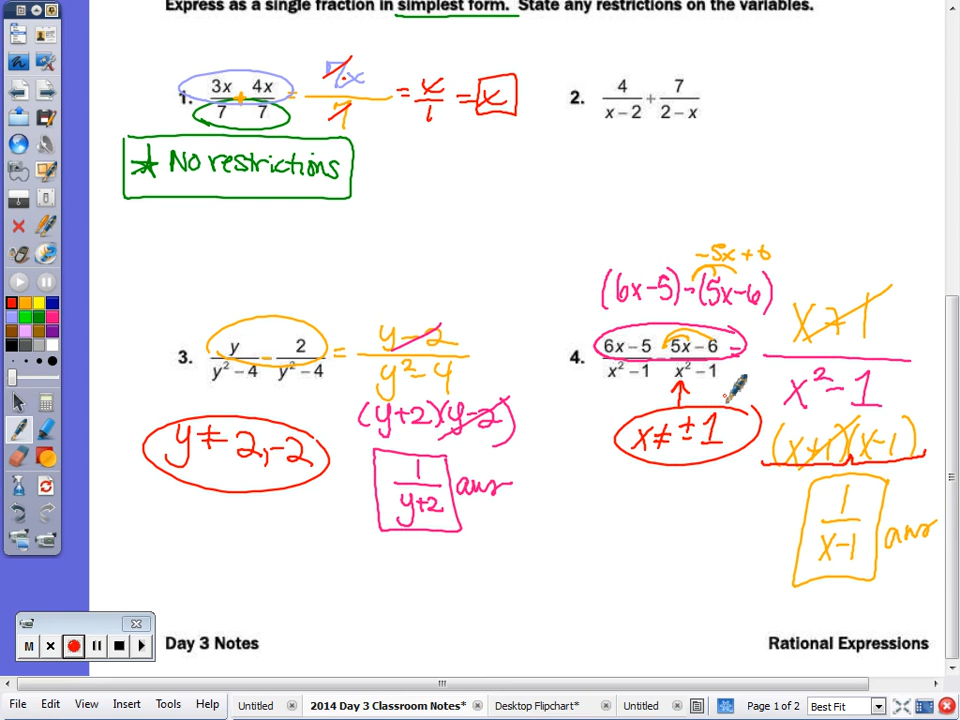 Express as a single fraction in simplest form. State any restrictions on the variables.
1. 3x/7 + 4x/7 = 7x/7 = x/1 = x
★ No restrictions
2. 4/(x – 2) + 7/(2 – x)
3. y/(y² – 4) – 2/(y² – 4) = (y – 2)/(y² – 4)
(y+2)(y–2)
y ≠ 2, –2
1/(y+2) ans
–5x + 6
(6x – 5) – (5x – 6)
4. (6x – 5)/(x² – 1) – (5x – 6)/(x² – 1) = (x + 1)/(x² – 1)
x ≠ ± 1
(x+1)(x–1)
1/(x–1) ans
Day 3 Notes
Rational Expressions
M
File Edit View Insert Tools Help
Untitled
2014 Day 3 Classroom Notes*
Desktop Flipchart*
Untitled
Page 1 of 2
Best Fit